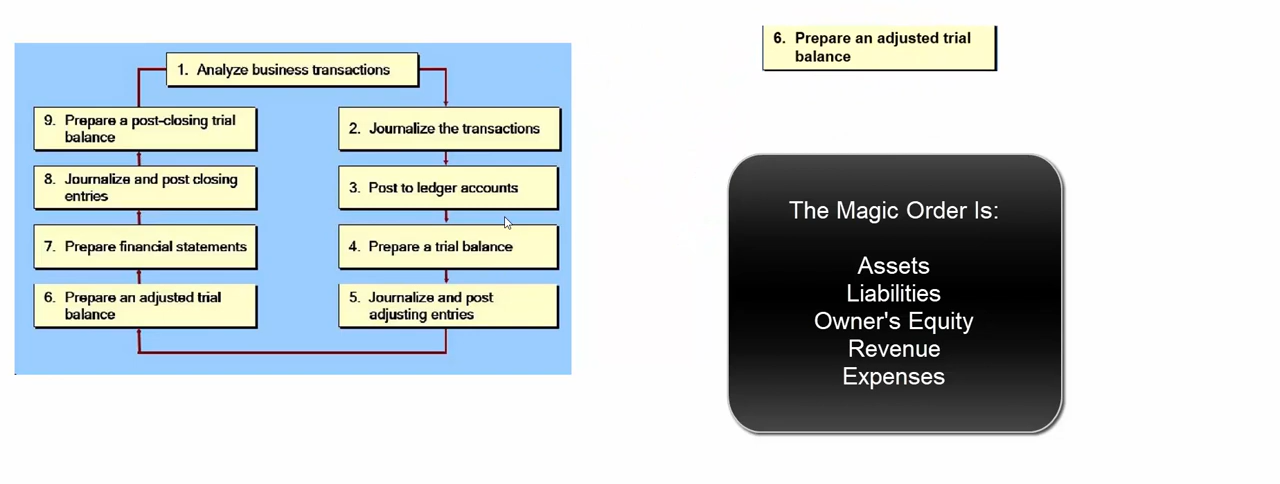 1. Analyze business transactions
2. Journalize the transactions
3. Post to ledger accounts
4. Prepare a trial balance
5. Journalize and post
adjusting entries
6. Prepare an adjusted trial
balance
7. Prepare financial statements
8. Journalize and post closing
entries
9. Prepare a post-closing trial
balance
6. Prepare an adjusted trial
balance
The Magic Order Is:
Assets
Liabilities
Owner's Equity
Revenue
Expenses